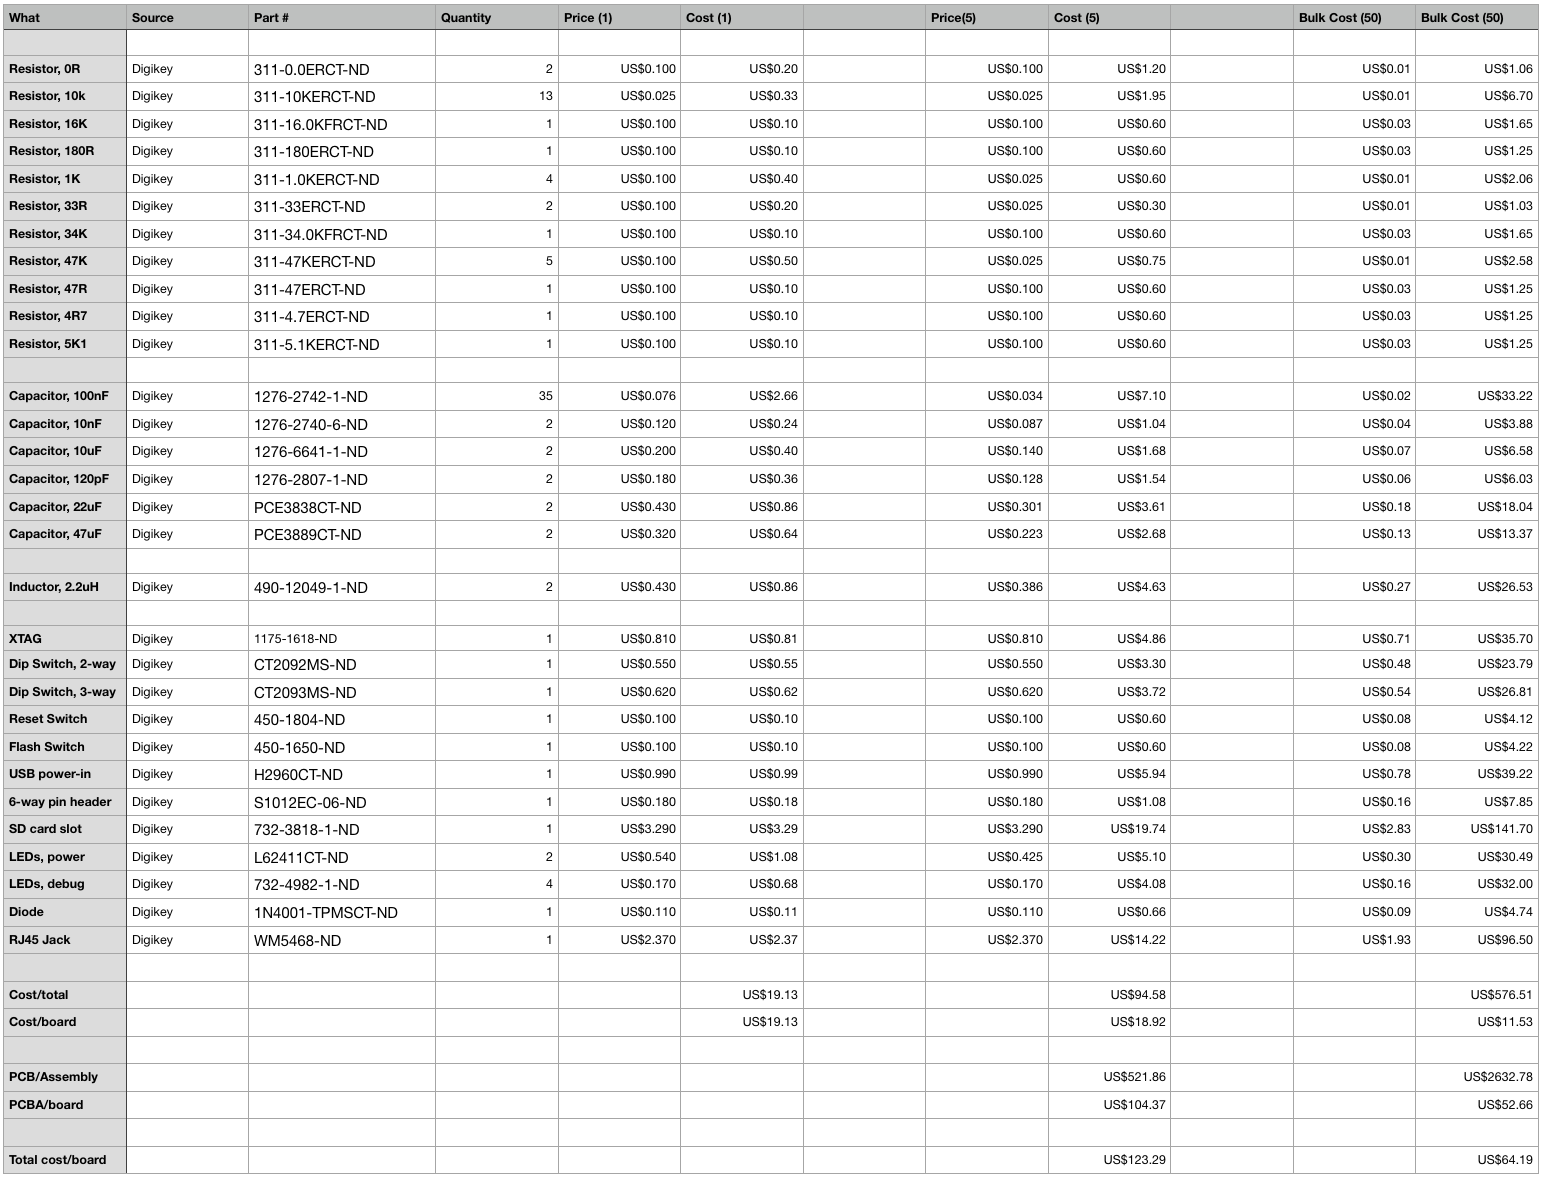 What Source Part # Quantity Price (1) Cost (1) Price(5) Cost (5) Bulk Cost (50) Bulk Cost (50)
Resistor, 0R Digikey 311-0.0ERCT-ND 2 US$0.100 US$0.20 US$0.100 US$1.20 US$0.01 US$1.06
Resistor, 10k Digikey 311-10KERCT-ND 13 US$0.025 US$0.33 US$0.025 US$1.95 US$0.01 US$6.70
Resistor, 16K Digikey 311-16.0KFRCT-ND 1 US$0.100 US$0.10 US$0.100 US$0.60 US$0.03 US$1.65
Resistor, 180R Digikey 311-180ERCT-ND 1 US$0.100 US$0.10 US$0.100 US$0.60 US$0.03 US$1.25
Resistor, 1K Digikey 311-1.0KERCT-ND 4 US$0.100 US$0.40 US$0.025 US$0.60 US$0.01 US$2.06
Resistor, 33R Digikey 311-33ERCT-ND 2 US$0.100 US$0.20 US$0.025 US$0.30 US$0.01 US$1.03
Resistor, 34K Digikey 311-34.0KFRCT-ND 1 US$0.100 US$0.10 US$0.100 US$0.60 US$0.03 US$1.65
Resistor, 47K Digikey 311-47KERCT-ND 5 US$0.100 US$0.50 US$0.025 US$0.75 US$0.01 US$2.58
Resistor, 47R Digikey 311-47ERCT-ND 1 US$0.100 US$0.10 US$0.100 US$0.60 US$0.03 US$1.25
Resistor, 4R7 Digikey 311-4.7ERCT-ND 1 US$0.100 US$0.10 US$0.100 US$0.60 US$0.03 US$1.25
Resistor, 5K1 Digikey 311-5.1KERCT-ND 1 US$0.100 US$0.10 US$0.100 US$0.60 US$0.03 US$1.25
Capacitor, 100nF Digikey 1276-2742-1-ND 35 US$0.076 US$2.66 US$0.034 US$7.10 US$0.02 US$33.22
Capacitor, 10nF Digikey 1276-2740-6-ND 2 US$0.120 US$0.24 US$0.087 US$1.04 US$0.04 US$3.88
Capacitor, 10uF Digikey 1276-6641-1-ND 2 US$0.200 US$0.40 US$0.140 US$1.68 US$0.07 US$6.58
Capacitor, 120pF Digikey 1276-2807-1-ND 2 US$0.180 US$0.36 US$0.128 US$1.54 US$0.06 US$6.03
Capacitor, 22uF Digikey PCE3838CT-ND 2 US$0.430 US$0.86 US$0.301 US$3.61 US$0.18 US$18.04
Capacitor, 47uF Digikey PCE3889CT-ND 2 US$0.320 US$0.64 US$0.223 US$2.68 US$0.13 US$13.37
Inductor, 2.2uH Digikey 490-12049-1-ND 2 US$0.430 US$0.86 US$0.386 US$4.63 US$0.27 US$26.53
XTAG Digikey 1175-1618-ND 1 US$0.810 US$0.81 US$0.810 US$4.86 US$0.71 US$35.70
Dip Switch, 2-way Digikey CT2092MS-ND 1 US$0.550 US$0.55 US$0.550 US$3.30 US$0.48 US$23.79
Dip Switch, 3-way Digikey CT2093MS-ND 1 US$0.620 US$0.62 US$0.620 US$3.72 US$0.54 US$26.81
Reset Switch Digikey 450-1804-ND 1 US$0.100 US$0.10 US$0.100 US$0.60 US$0.08 US$4.12
Flash Switch Digikey 450-1650-ND 1 US$0.100 US$0.10 US$0.100 US$0.60 US$0.08 US$4.22
USB power-in Digikey H2960CT-ND 1 US$0.990 US$0.99 US$0.990 US$5.94 US$0.78 US$39.22
6-way pin header Digikey S1012EC-06-ND 1 US$0.180 US$0.18 US$0.180 US$1.08 US$0.16 US$7.85
SD card slot Digikey 732-3818-1-ND 1 US$3.290 US$3.29 US$3.290 US$19.74 US$2.83 US$141.70
LEDs, power Digikey L62411CT-ND 2 US$0.540 US$1.08 US$0.425 US$5.10 US$0.30 US$30.49
LEDs, debug Digikey 732-4982-1-ND 4 US$0.170 US$0.68 US$0.170 US$4.08 US$0.16 US$32.00
Diode Digikey 1N4001-TPMSCT-ND 1 US$0.110 US$0.11 US$0.110 US$0.66 US$0.09 US$4.74
RJ45 Jack Digikey WM5468-ND 1 US$2.370 US$2.37 US$2.370 US$14.22 US$1.93 US$96.50
Cost/total US$19.13 US$94.58 US$576.51
Cost/board US$19.13 US$18.92 US$11.53
PCB/Assembly US$521.86 US$2632.78
PCBA/board US$104.37 US$52.66
Total cost/board US$123.29 US$64.19